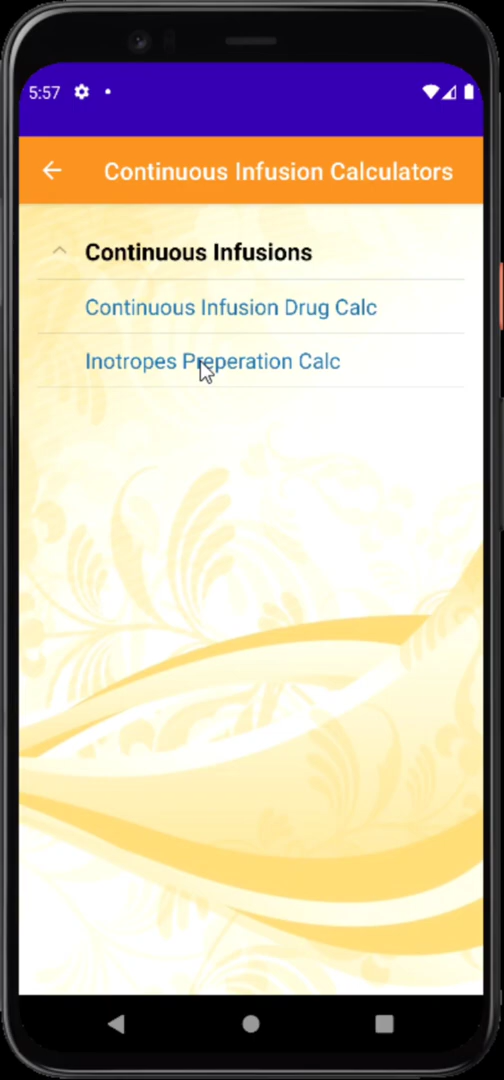 5:57
Continuous Infusion Calculators
Continuous Infusions
Continuous Infusion Drug Calc
Inotropes Preperation Calc